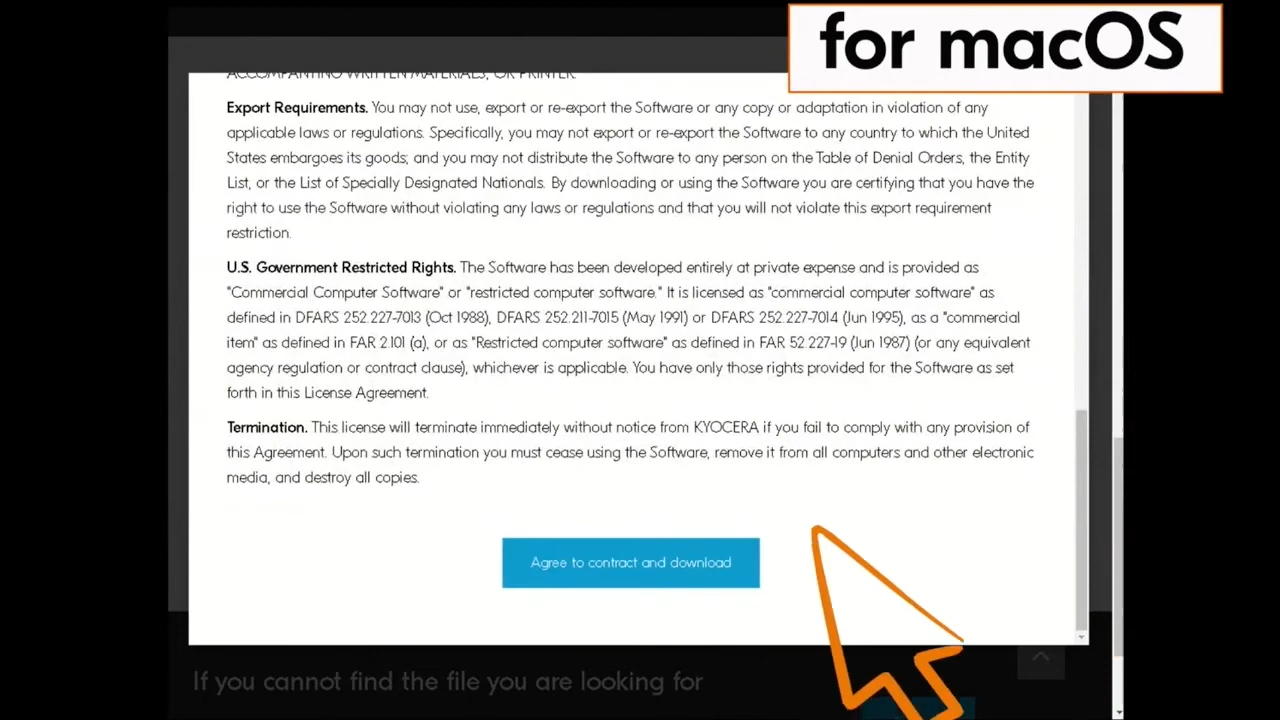 for macOS
ACCOMPANYING WRITTEN MATERIALS, OR PRINTER.
Export Requirements. You may not use, export or re-export the Software or any copy or adaptation in violation of any
applicable laws or regulations. Specifically, you may not export or re-export the Software to any country to which the United
States embargoes its goods; and you may not distribute the Software to any person on the Table of Denial Orders, the Entity
List, or the List of Specially Designated Nationals. By downloading or using the Software you are certifying that you have the
right to use the Software without violating any laws or regulations and that you will not violate this export requirement
restriction.
U.S. Government Restricted Rights. The Software has been developed entirely at private expense and is provided as
"Commercial Computer Software" or "restricted computer software." It is licensed as "commercial computer software" as
defined in DFARS 252.227-7013 (Oct 1988), DFARS 252.211-7015 (May 1991) or DFARS 252.227-7014 (Jun 1995), as a "commercial
item" as defined in FAR 2.101 (a), or as "Restricted computer software" as defined in FAR 52.227-19 (Jun 1987) (or any equivalent
agency regulation or contract clause), whichever is applicable. You have only those rights provided for the Software as set
forth in this License Agreement.
Termination. This license will terminate immediately without notice from KYOCERA if you fail to comply with any provision of
this Agreement. Upon such termination you must cease using the Software, remove it from all computers and other electronic
media, and destroy all copies.
Agree to contract and download
If you cannot find the file you are looking for